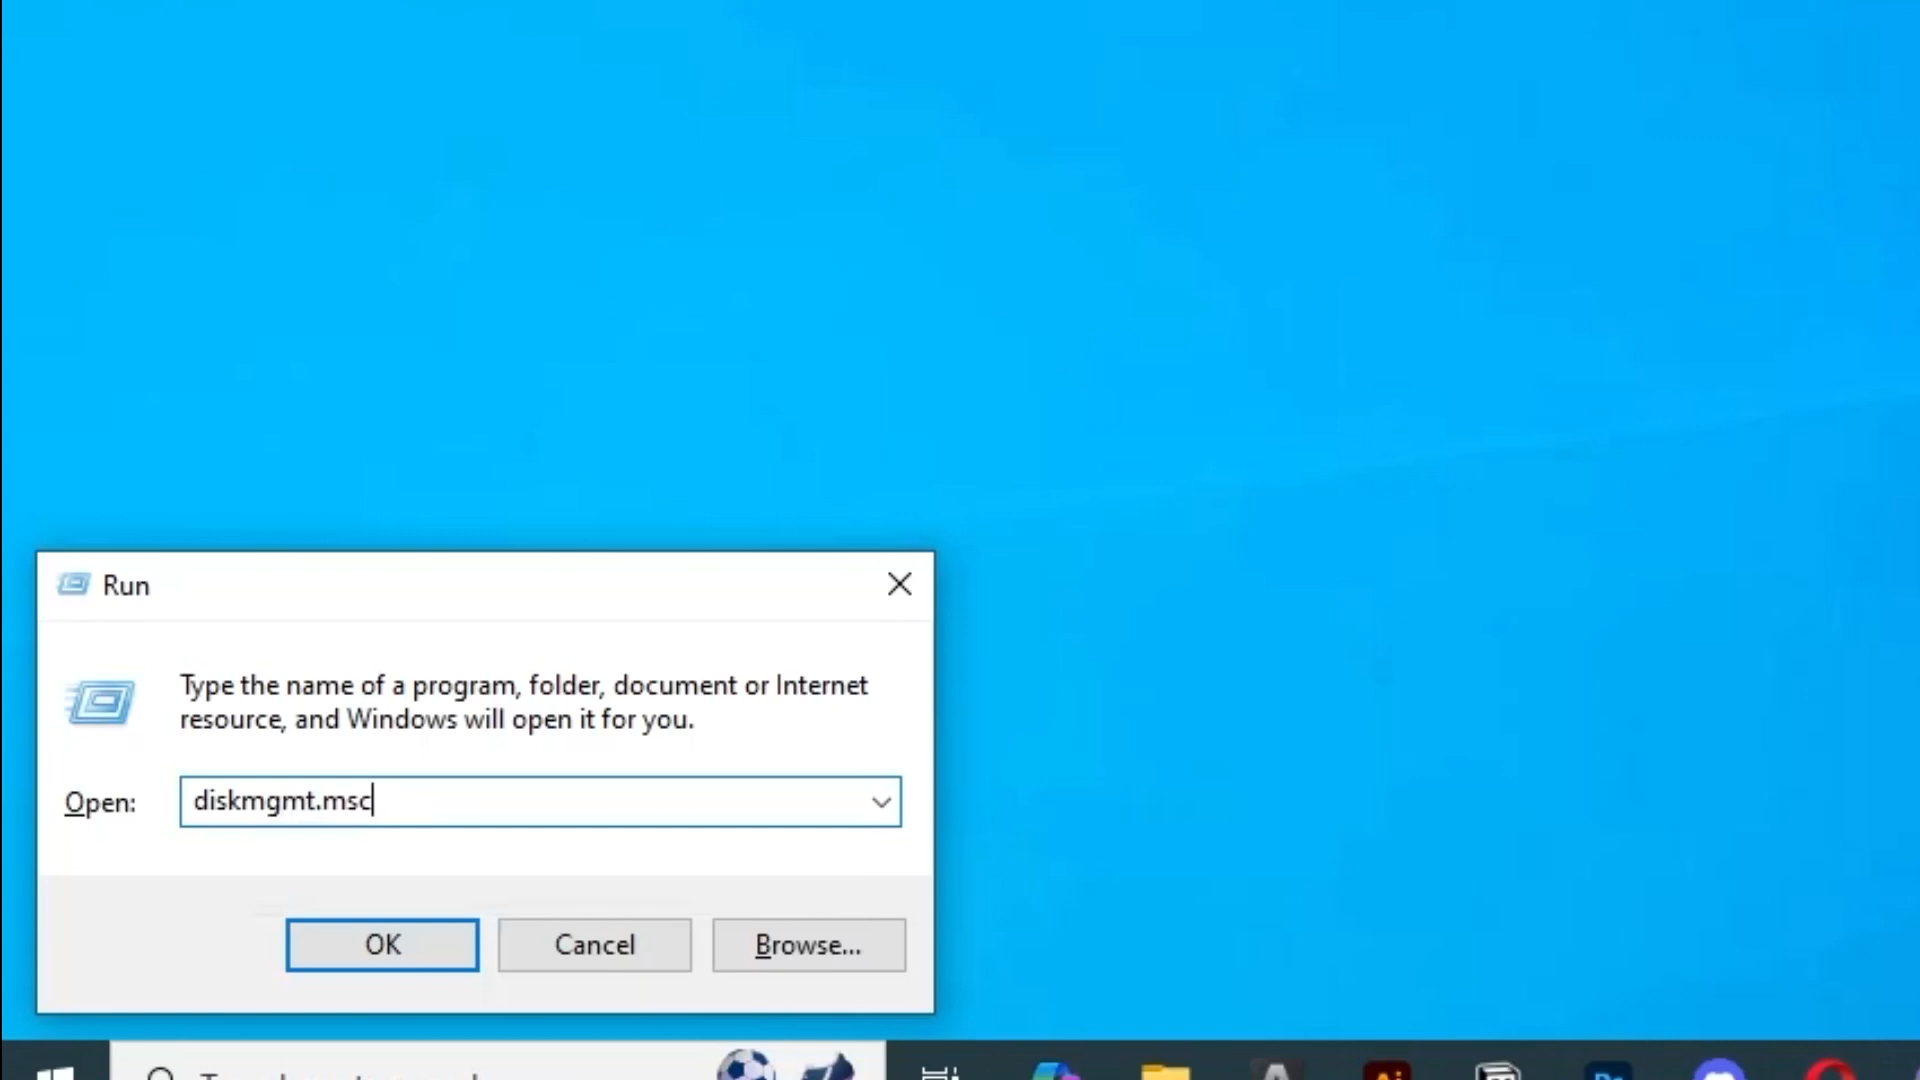 Run
Type the name of a program, folder, document or Internet
resource, and Windows will open it for you.
Open:
diskmgmt.msc
OK
Cancel
Browse...
Ai